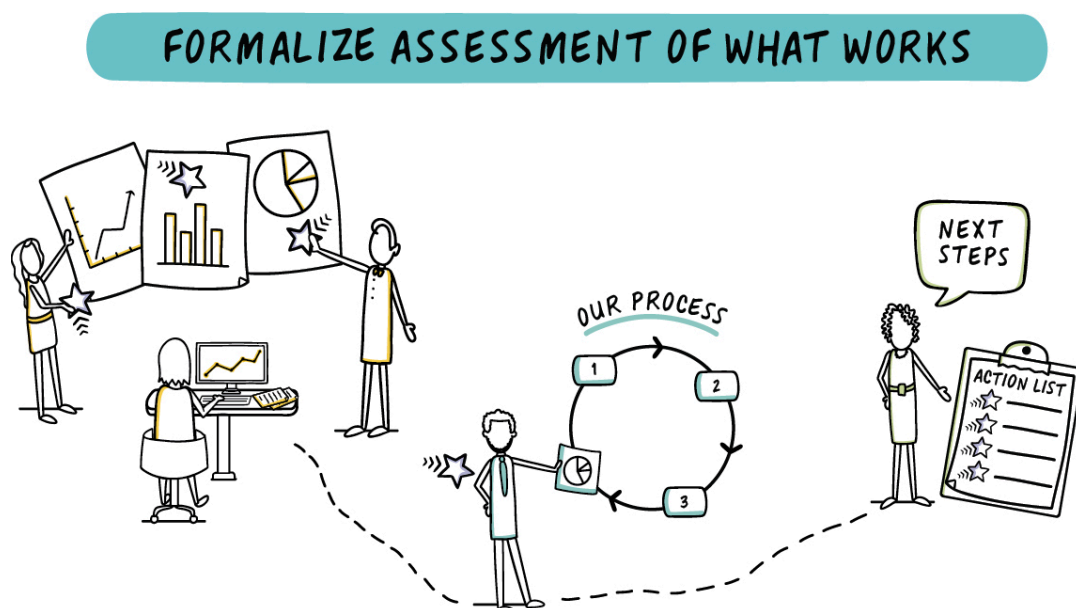 FORMALIZE ASSESSMENT OF WHAT WORKS
OUR PROCESS
1
2
3
NEXT
STEPS
ACTION LIST